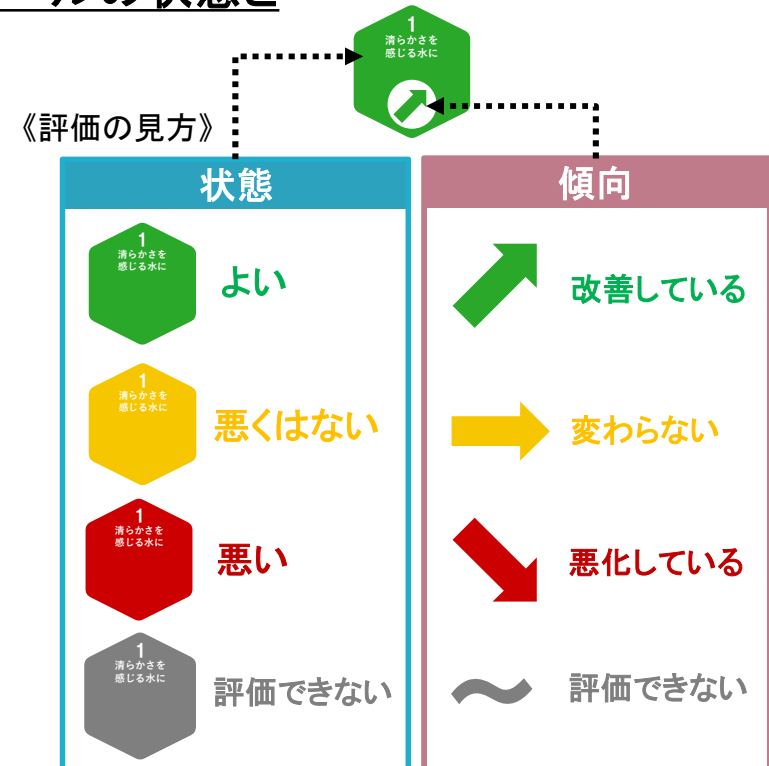 ールの状態と
1
清らかさを
感じる水に
《評価の見方》
状態
1
清らかさを
感じる水に
よい
1
清らかさを
感じる水に
悪くはない
1
清らかさを
感じる水に
悪い
1
清らかさを
感じる水に
評価できない
傾向
改善している
変わらない
悪化している
評価できない